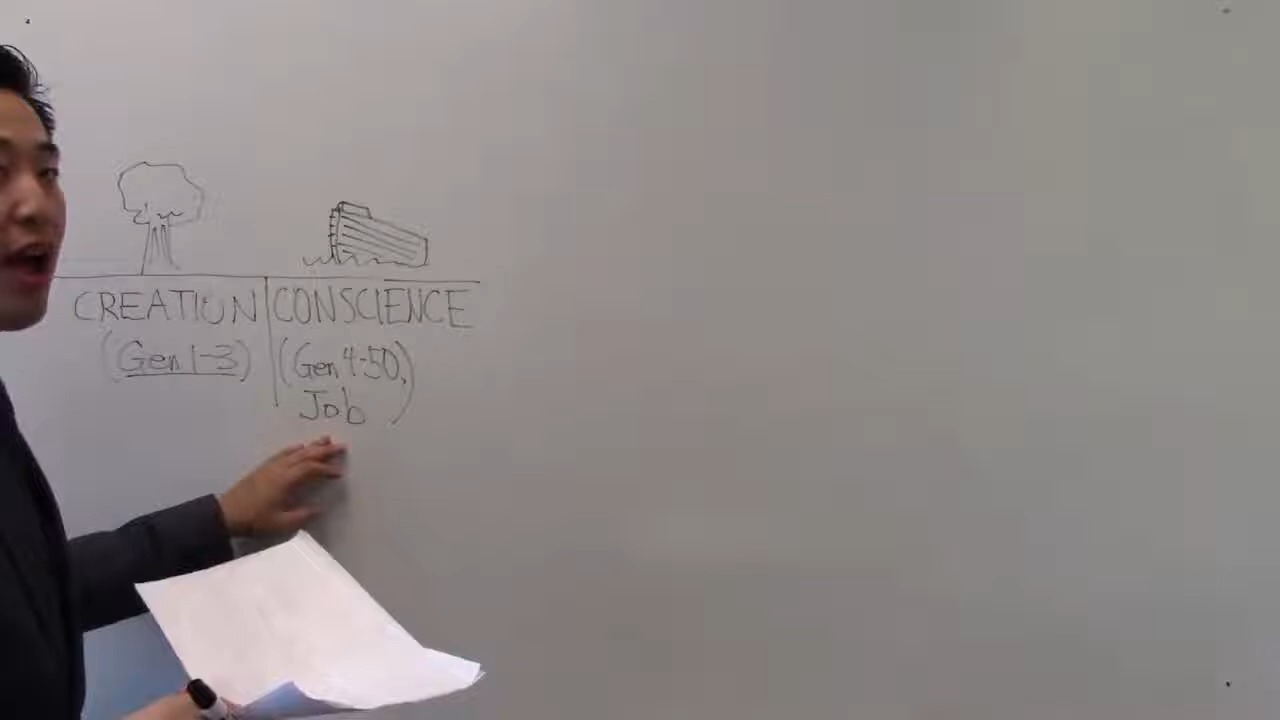 CREATION
(Gen 1-3)
CONSCIENCE
(Gen 4-50,
Job)